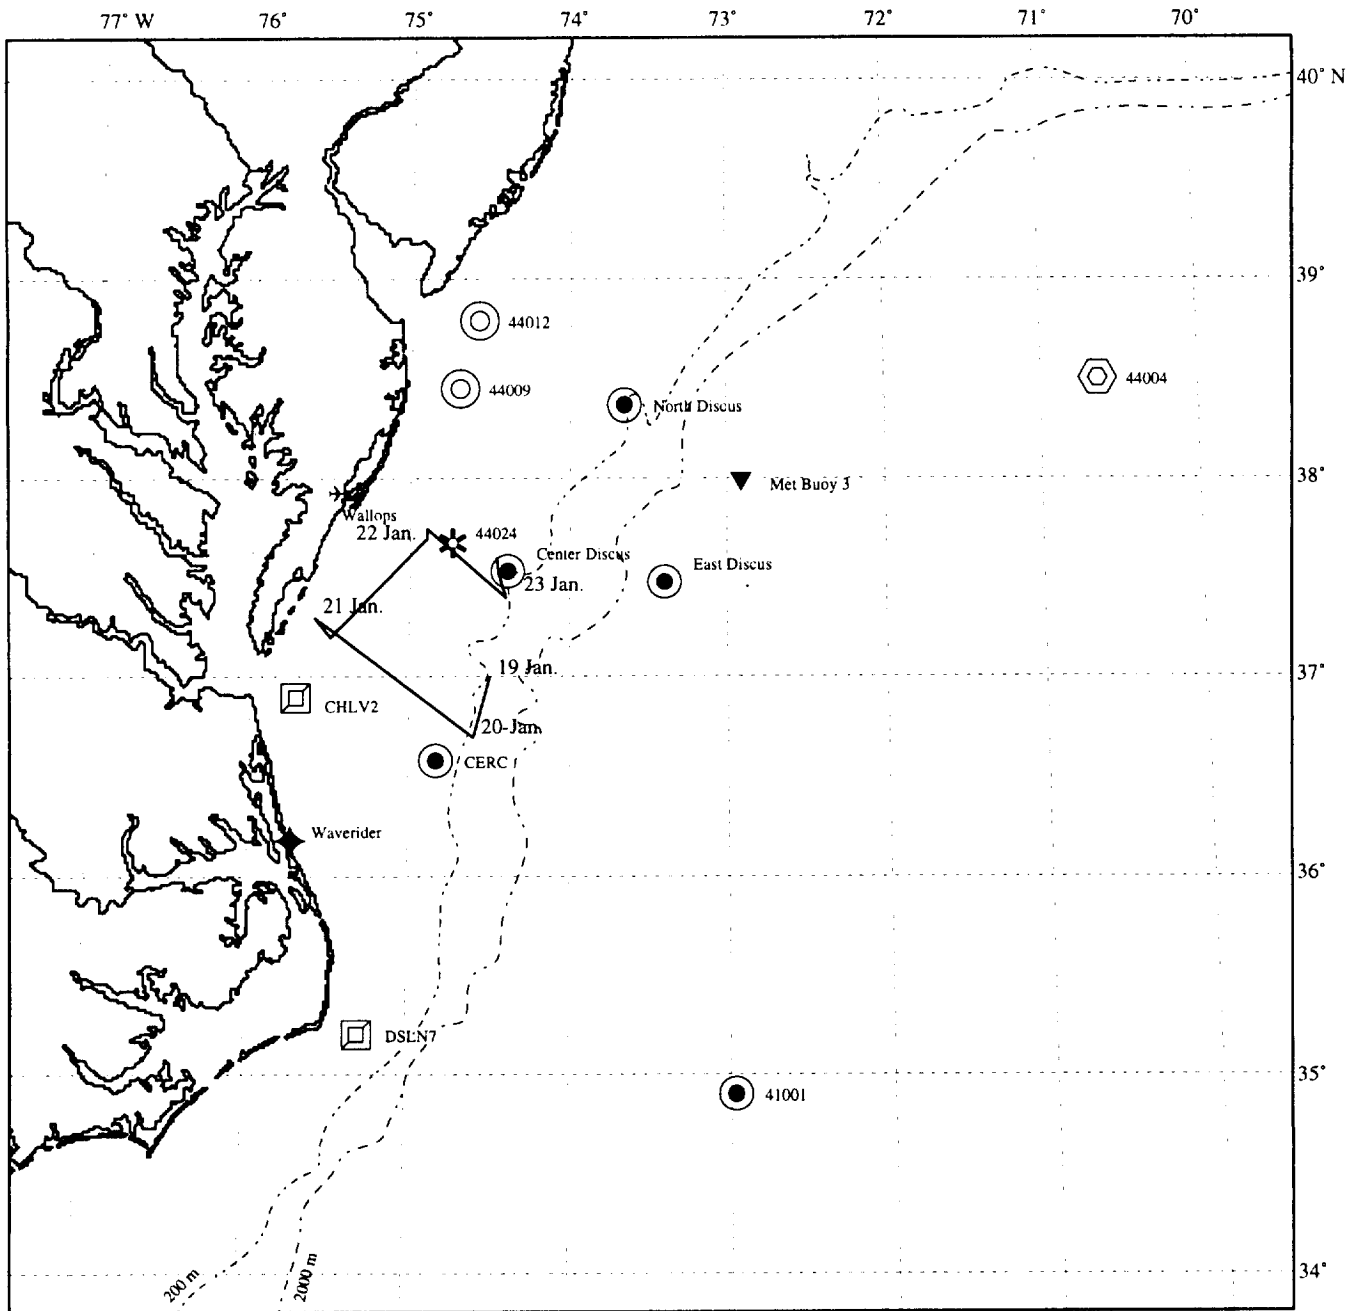 77° W 76° 75° 74° 73° 72° 71° 70°
40° N
39°
44012
44009
44004
North Discus
38°
Met Buoy 3
Wallops
22 Jan.
44024
Center Discus
East Discus
23 Jan.
21 Jan.
37°
19 Jan.
CHLV2
20-Jan.
CERC
Waverider
36°
DSLN7
35°
41001
200 m
2000 m
34°